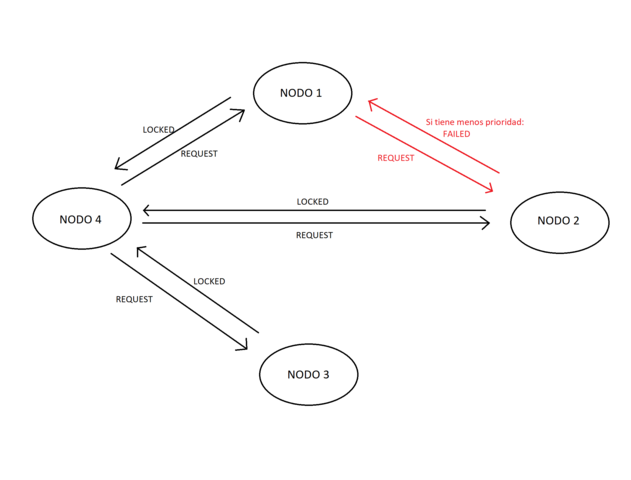 NODO 1
Si tiene menos prioridad:
FAILED
LOCKED
REQUEST
REQUEST
LOCKED
NODO 4
NODO 2
REQUEST
LOCKED
REQUEST
NODO 3